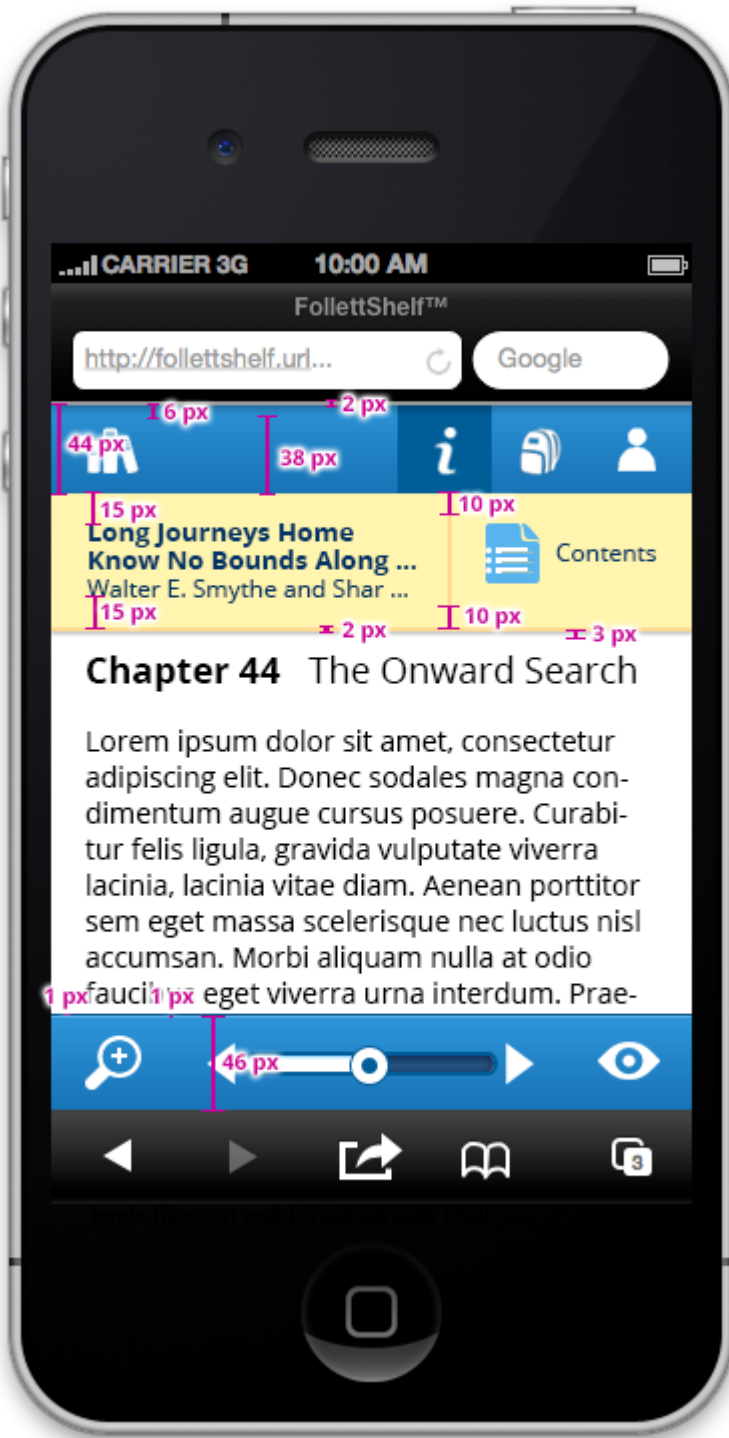 CARRIER 3G 10:00 AM
FollettShelf™
http://follettshelf.url... Google
2 px
6 px
44 px
38 px
i
15 px 10 px
Long Journeys Home
Know No Bounds Along ...
Contents
Walter E. Smythe and Shar ...
15 px 10 px
2 px 3 px
Chapter 44 The Onward Search
Lorem ipsum dolor sit amet, consectetur
adipiscing elit. Donec sodales magna con-
dimentum augue cursus posuere. Curabi-
tur felis ligula, gravida vulputate viverra
lacinia, lacinia vitae diam. Aenean porttitor
sem eget massa scelerisque nec luctus nisl
accumsan. Morbi aliquam nulla at odio
1 px 1 px
eget viverra urna interdum. Prae-
46 px
3